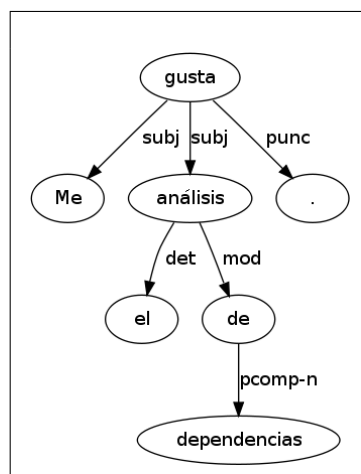 gusta
subj subj punc
Me análisis .
det mod
el de
pcomp-n
dependencias